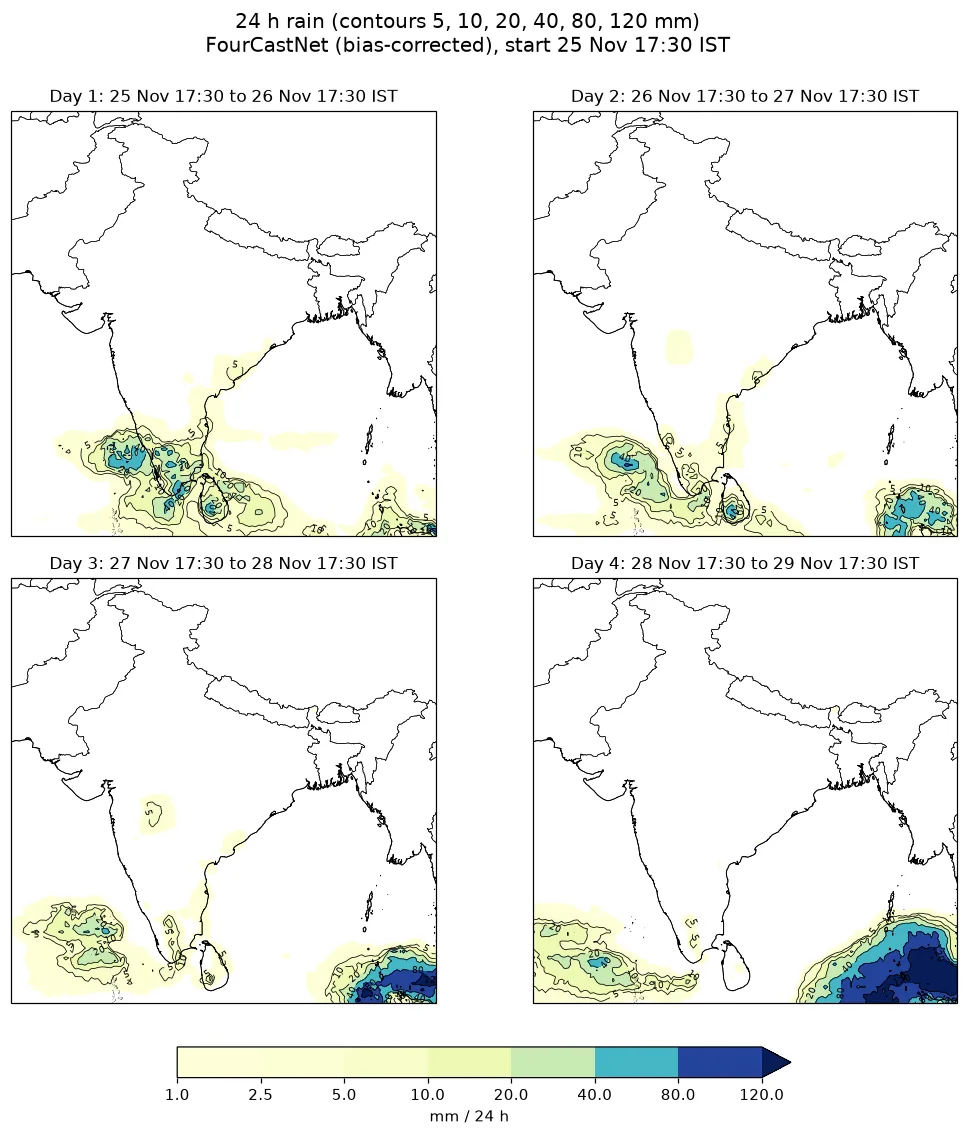 24 h rain (contours 5, 10, 20, 40, 80, 120 mm)
FourCastNet (bias-corrected), start 25 Nov 17:30 IST
Day 1: 25 Nov 17:30 to 26 Nov 17:30 IST
Day 2: 26 Nov 17:30 to 27 Nov 17:30 IST
Day 3: 27 Nov 17:30 to 28 Nov 17:30 IST
Day 4: 28 Nov 17:30 to 29 Nov 17:30 IST
1.0 2.5 5.0 10.0 20.0 40.0 80.0 120.0
mm / 24 h